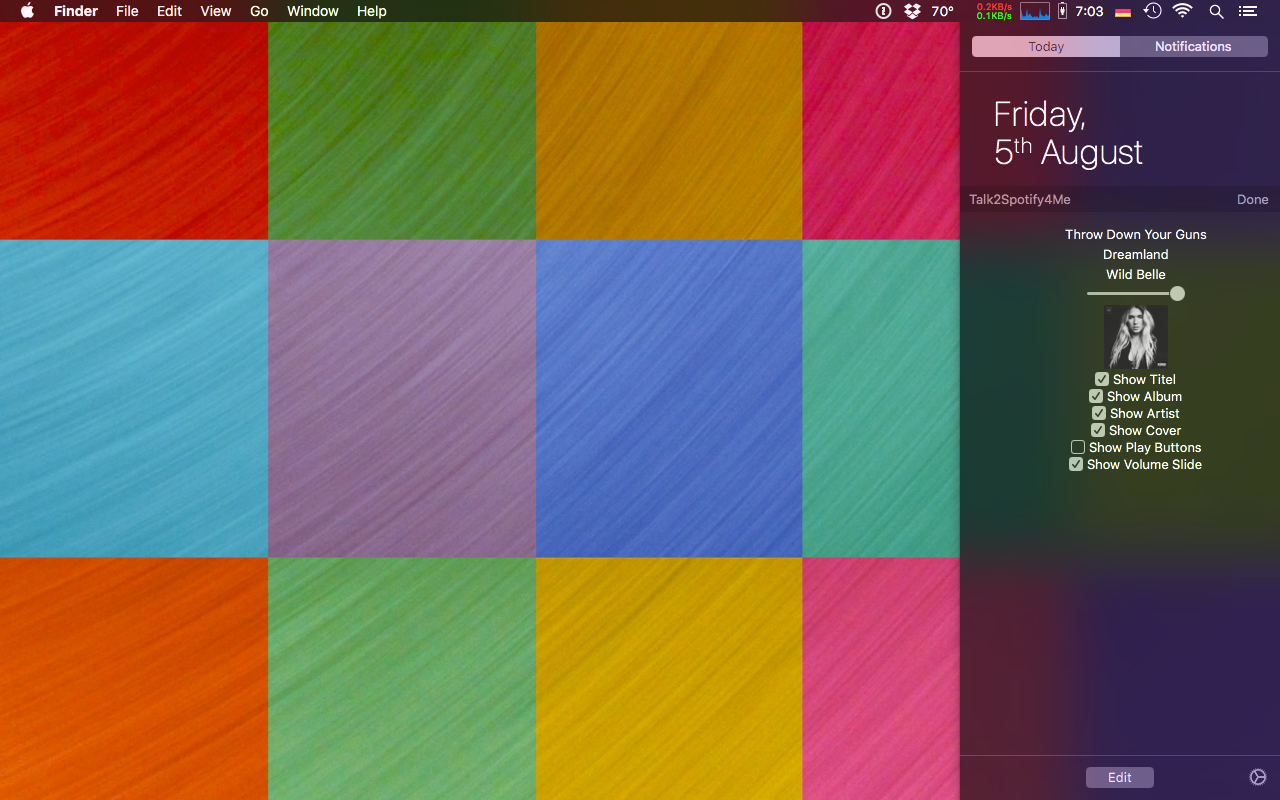 Finder File Edit View Go Window Help 70° 0.2KB/s 0.1KB/s 7:03
Today Notifications
Friday,
5th August
Talk2Spotify4Me Done
Throw Down Your Guns
Dreamland
Wild Belle
Show Titel
Show Album
Show Artist
Show Cover
Show Play Buttons
Show Volume Slide
Edit